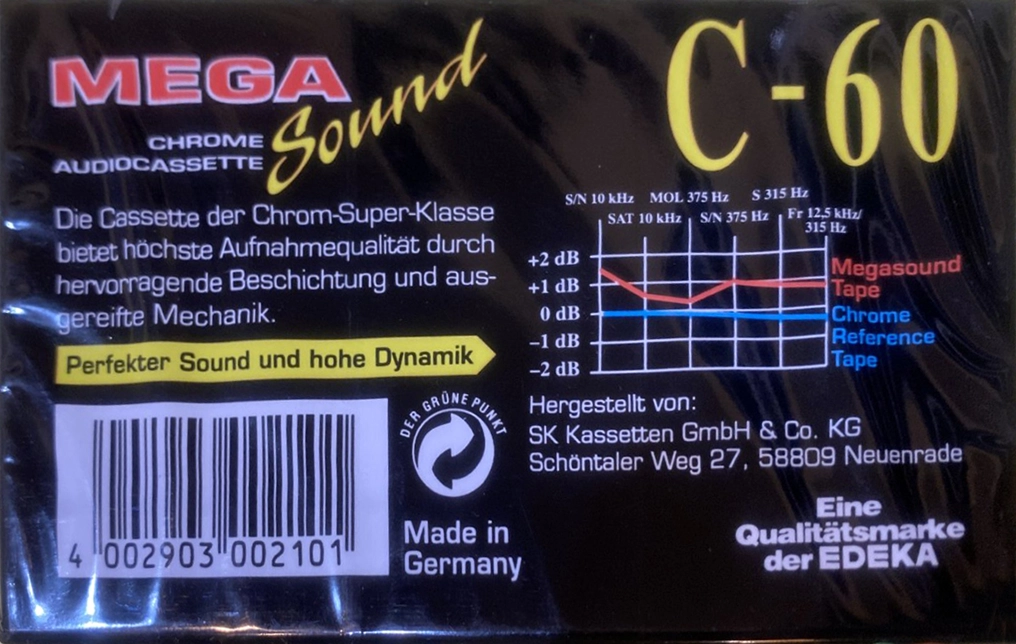 MEGA
Sound
CHROME
AUDIOCASSETTE
C-60
Die Cassette der Chrom-Super-Klasse
bietet höchste Aufnahmequalität durch
hervorragende Beschichtung und aus-
gereifte Mechanik.
Perfekter Sound und hohe Dynamik
S/N 10 kHz MOL 375 Hz S 315 Hz
SAT 10 kHz S/N 375 Hz Fr 12,5 kHz/
315 Hz
+2 dB
+1 dB
0 dB
-1 dB
-2 dB
Megasound
Tape
Chrome
Reference
Tape
4 002903 002101
DER GRÜNE PUNKT
Made in
Germany
Hergestellt von:
SK Kassetten GmbH & Co. KG
Schöntaler Weg 27, 58809 Neuenrade
Eine
Qualitätsmarke
der EDEKA